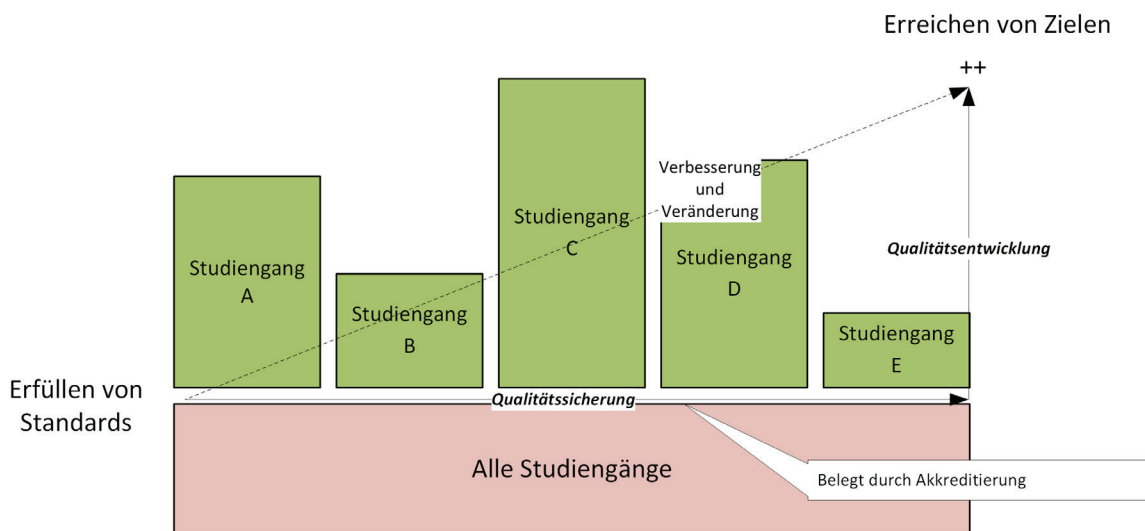 Erreichen von Zielen
++
Verbesserung
und
Veränderung
Studiengang
A
Studiengang
B
Studiengang
C
Studiengang
D
Studiengang
E
Qualitätsentwicklung
Erfüllen von
Standards
Qualitätssicherung
Alle Studiengänge
Belegt durch Akkreditierung